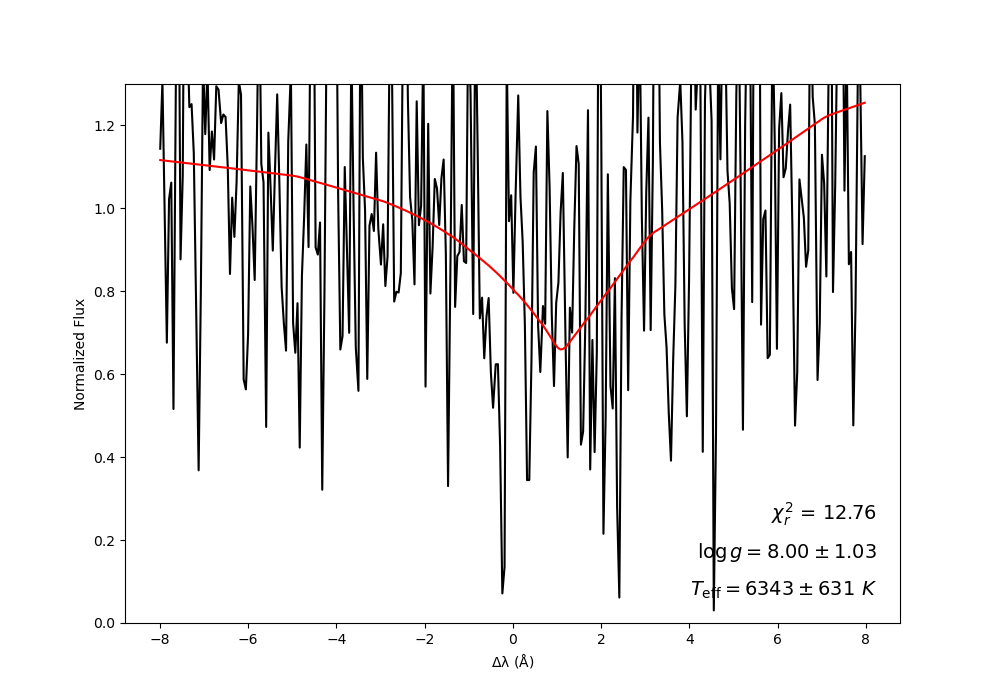 1.2
1.0
0.8
0.6
0.4
0.2
0.0
Normalized Flux
χ²ᵣ = 12.76
log g = 8.00 ± 1.03
T_eff = 6343 ± 631 K
−8 −6 −4 −2 0 2 4 6 8
Δλ (Å)